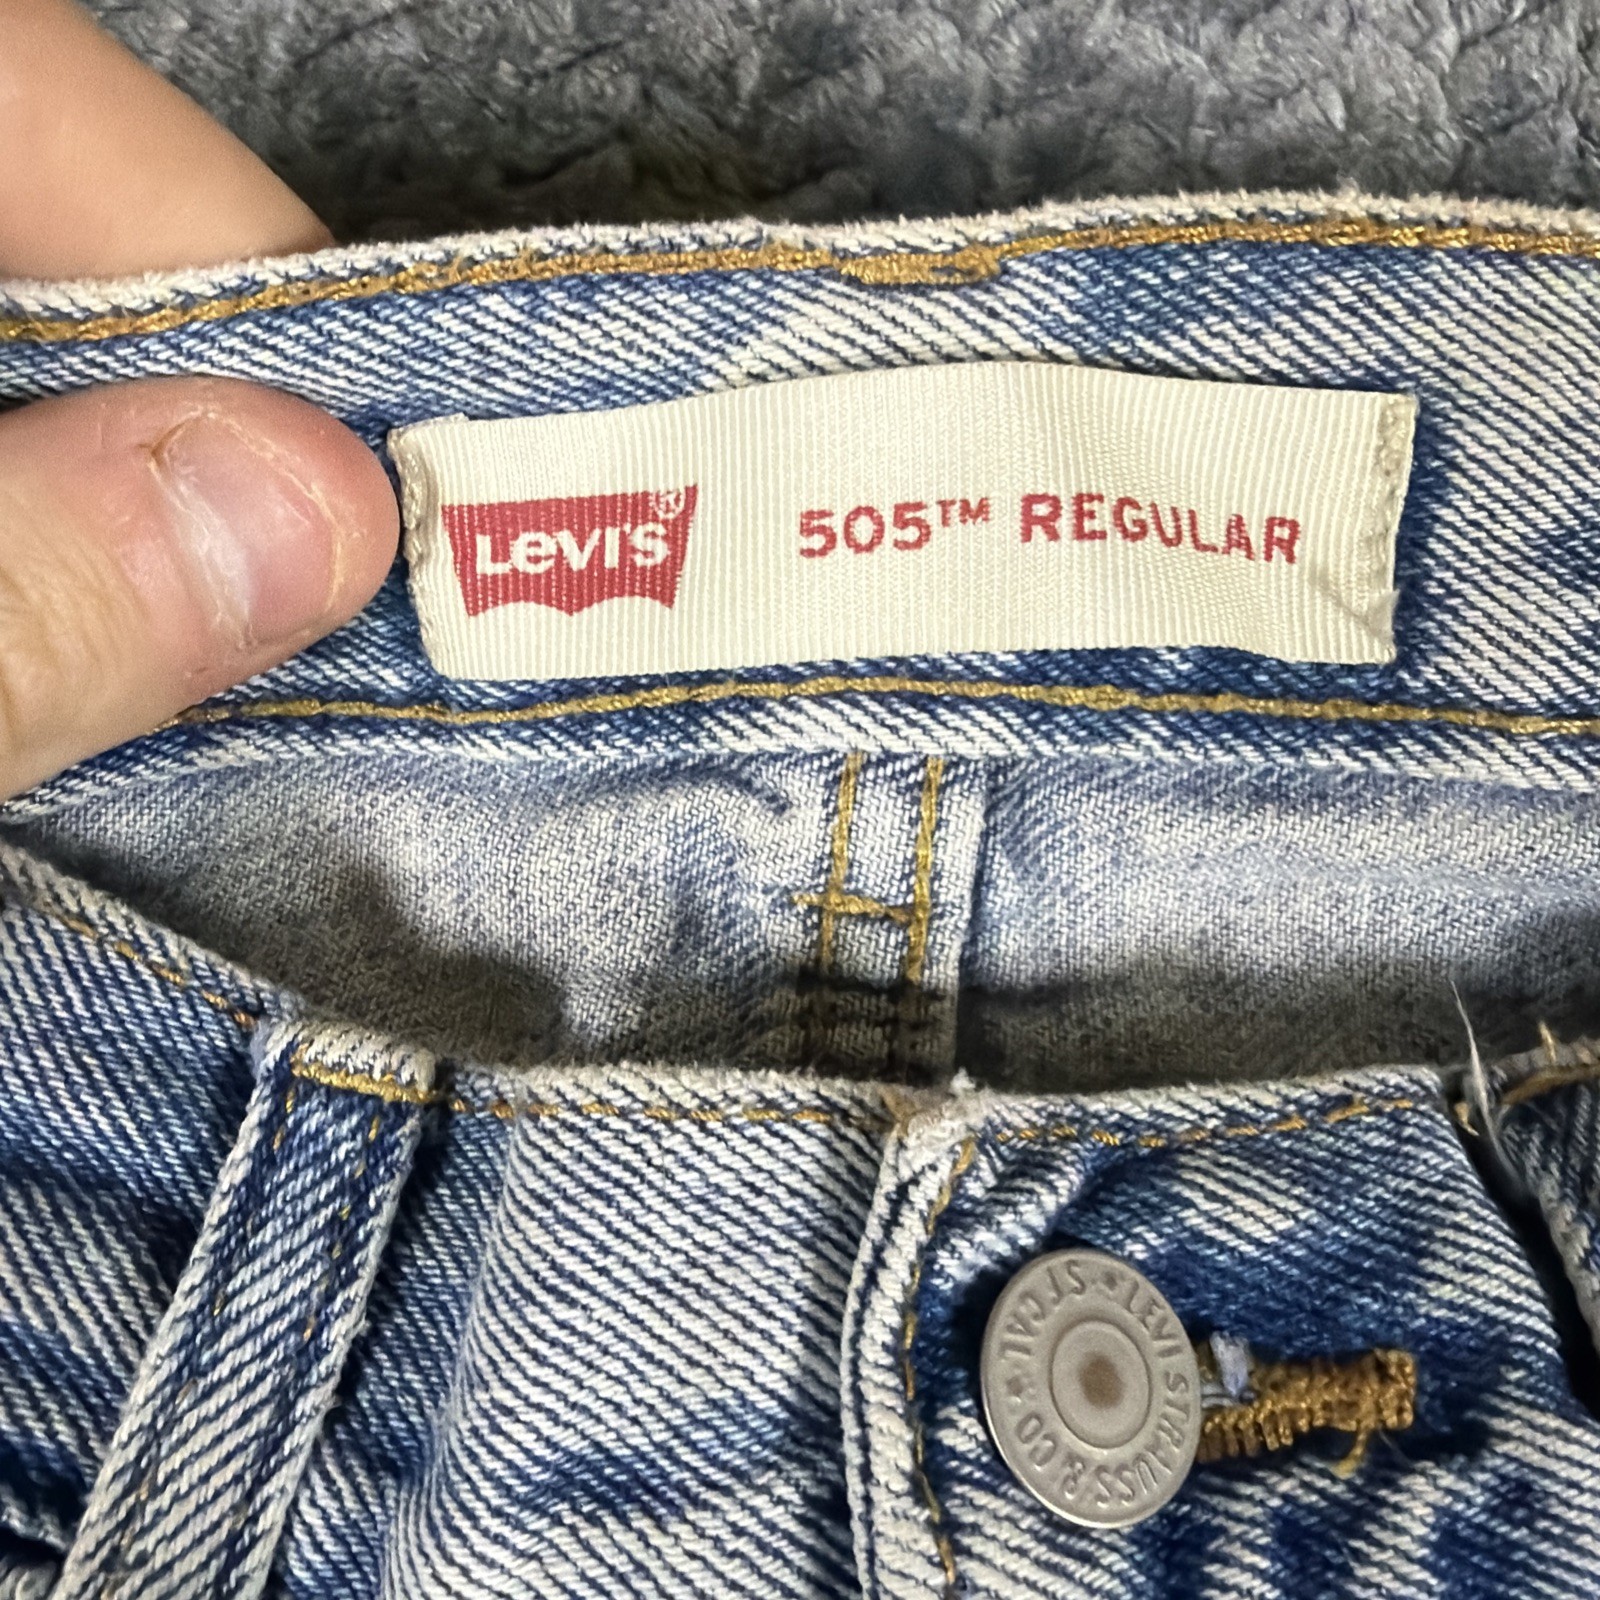 LEVI'S® 505™ REGULAR
LEVI STRAUSS & CO. S.F. CAL.